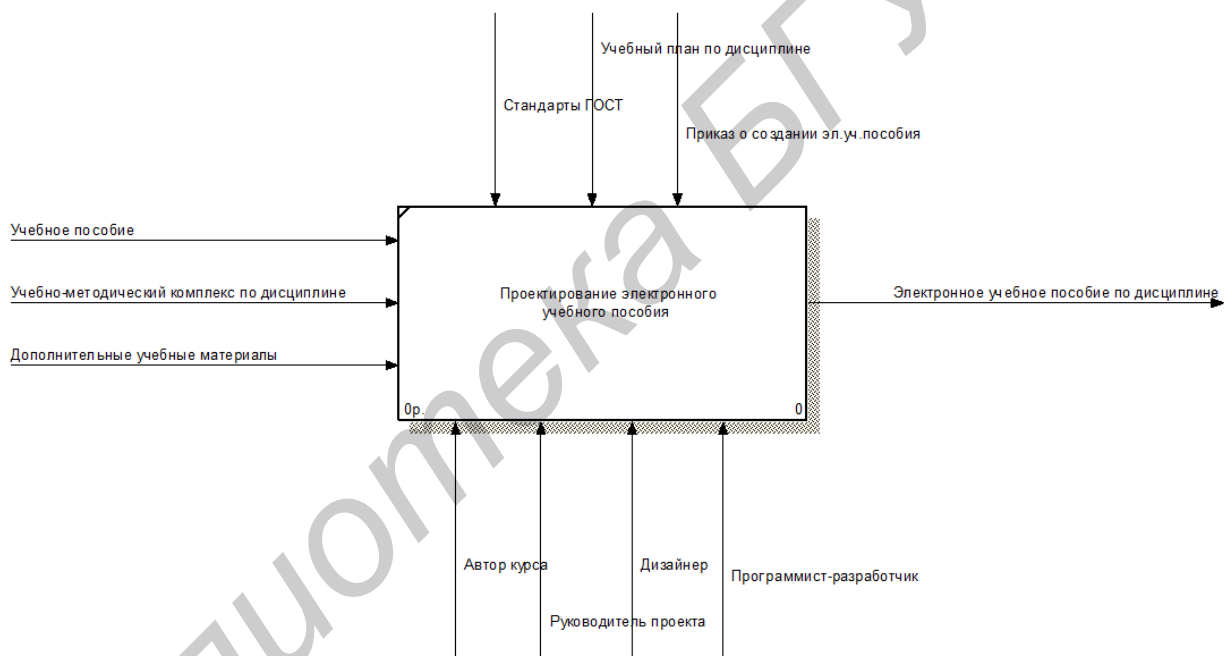 Учебный план по дисциплине
Стандарты ГОСТ
Приказ о создании эл.уч.пособия
Учебное пособие
Учебно-методический комплекс по дисциплине
Дополнительные учебные материалы
Проектирование электронного
учебного пособия
0р.
0
Электронное учебное пособие по дисциплине
Автор курса
Дизайнер
Программист-разработчик
Руководитель проекта